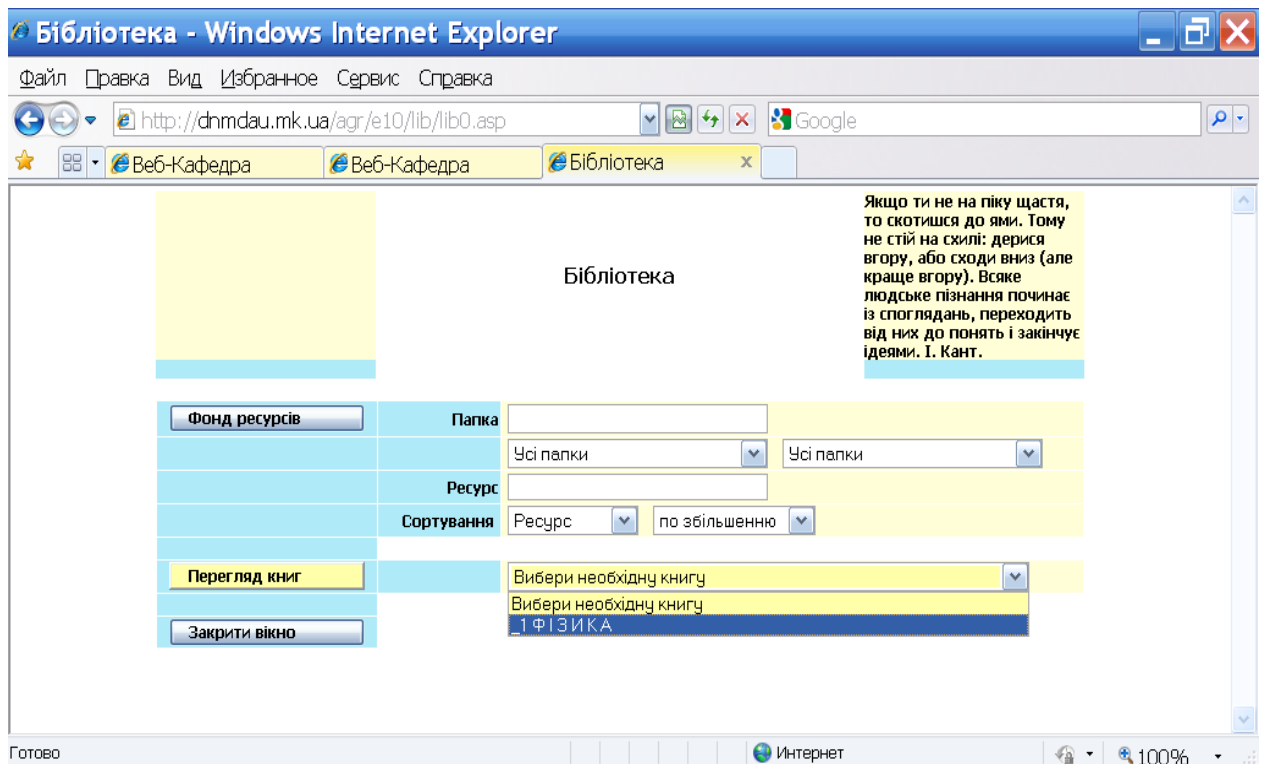 Бібліотека - Windows Internet Explorer
Файл Правка Вид Избранное Сервис Справка
http://dnmdau.mk.ua/agr/e10/lib/lib0.asp Google
Веб-Кафедра Веб-Кафедра Бібліотека x
Якщо ти не на піку щастя,
то скотишся до ями. Тому
не стій на схилі: дерися
вгору, або сходи вниз (але
краще вгору). Всяке
людське пізнання починає
із споглядань, переходить
від них до понять і закінчує
ідеями. І. Кант.
Бібліотека
Фонд ресурсів Папка
Усі папки Усі папки
Ресурс
Сортування Ресурс по збільшенню
Перегляд книг Вибери необхідну книгу
Вибери необхідну книгу
_1 Ф І З И К А
Закрити вікно
Готово Интернет 100%